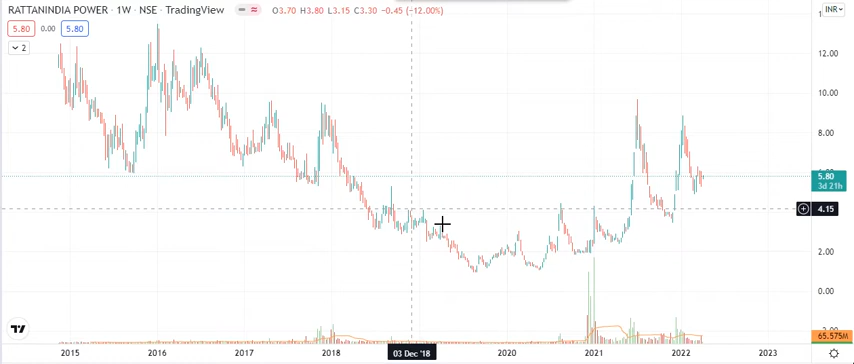 RATTANINDIA POWER · 1W · NSE · TradingView O3.70 H3.80 L3.15 C3.30 −0.45 (−12.00%) INR
5.80 0.00 5.80
2
12.00
10.00
8.00
5.80
3d 21h
4.15
2.00
0.00
65.575M
2015 2016 2017 2018 03 Dec '18 2020 2021 2022 2023